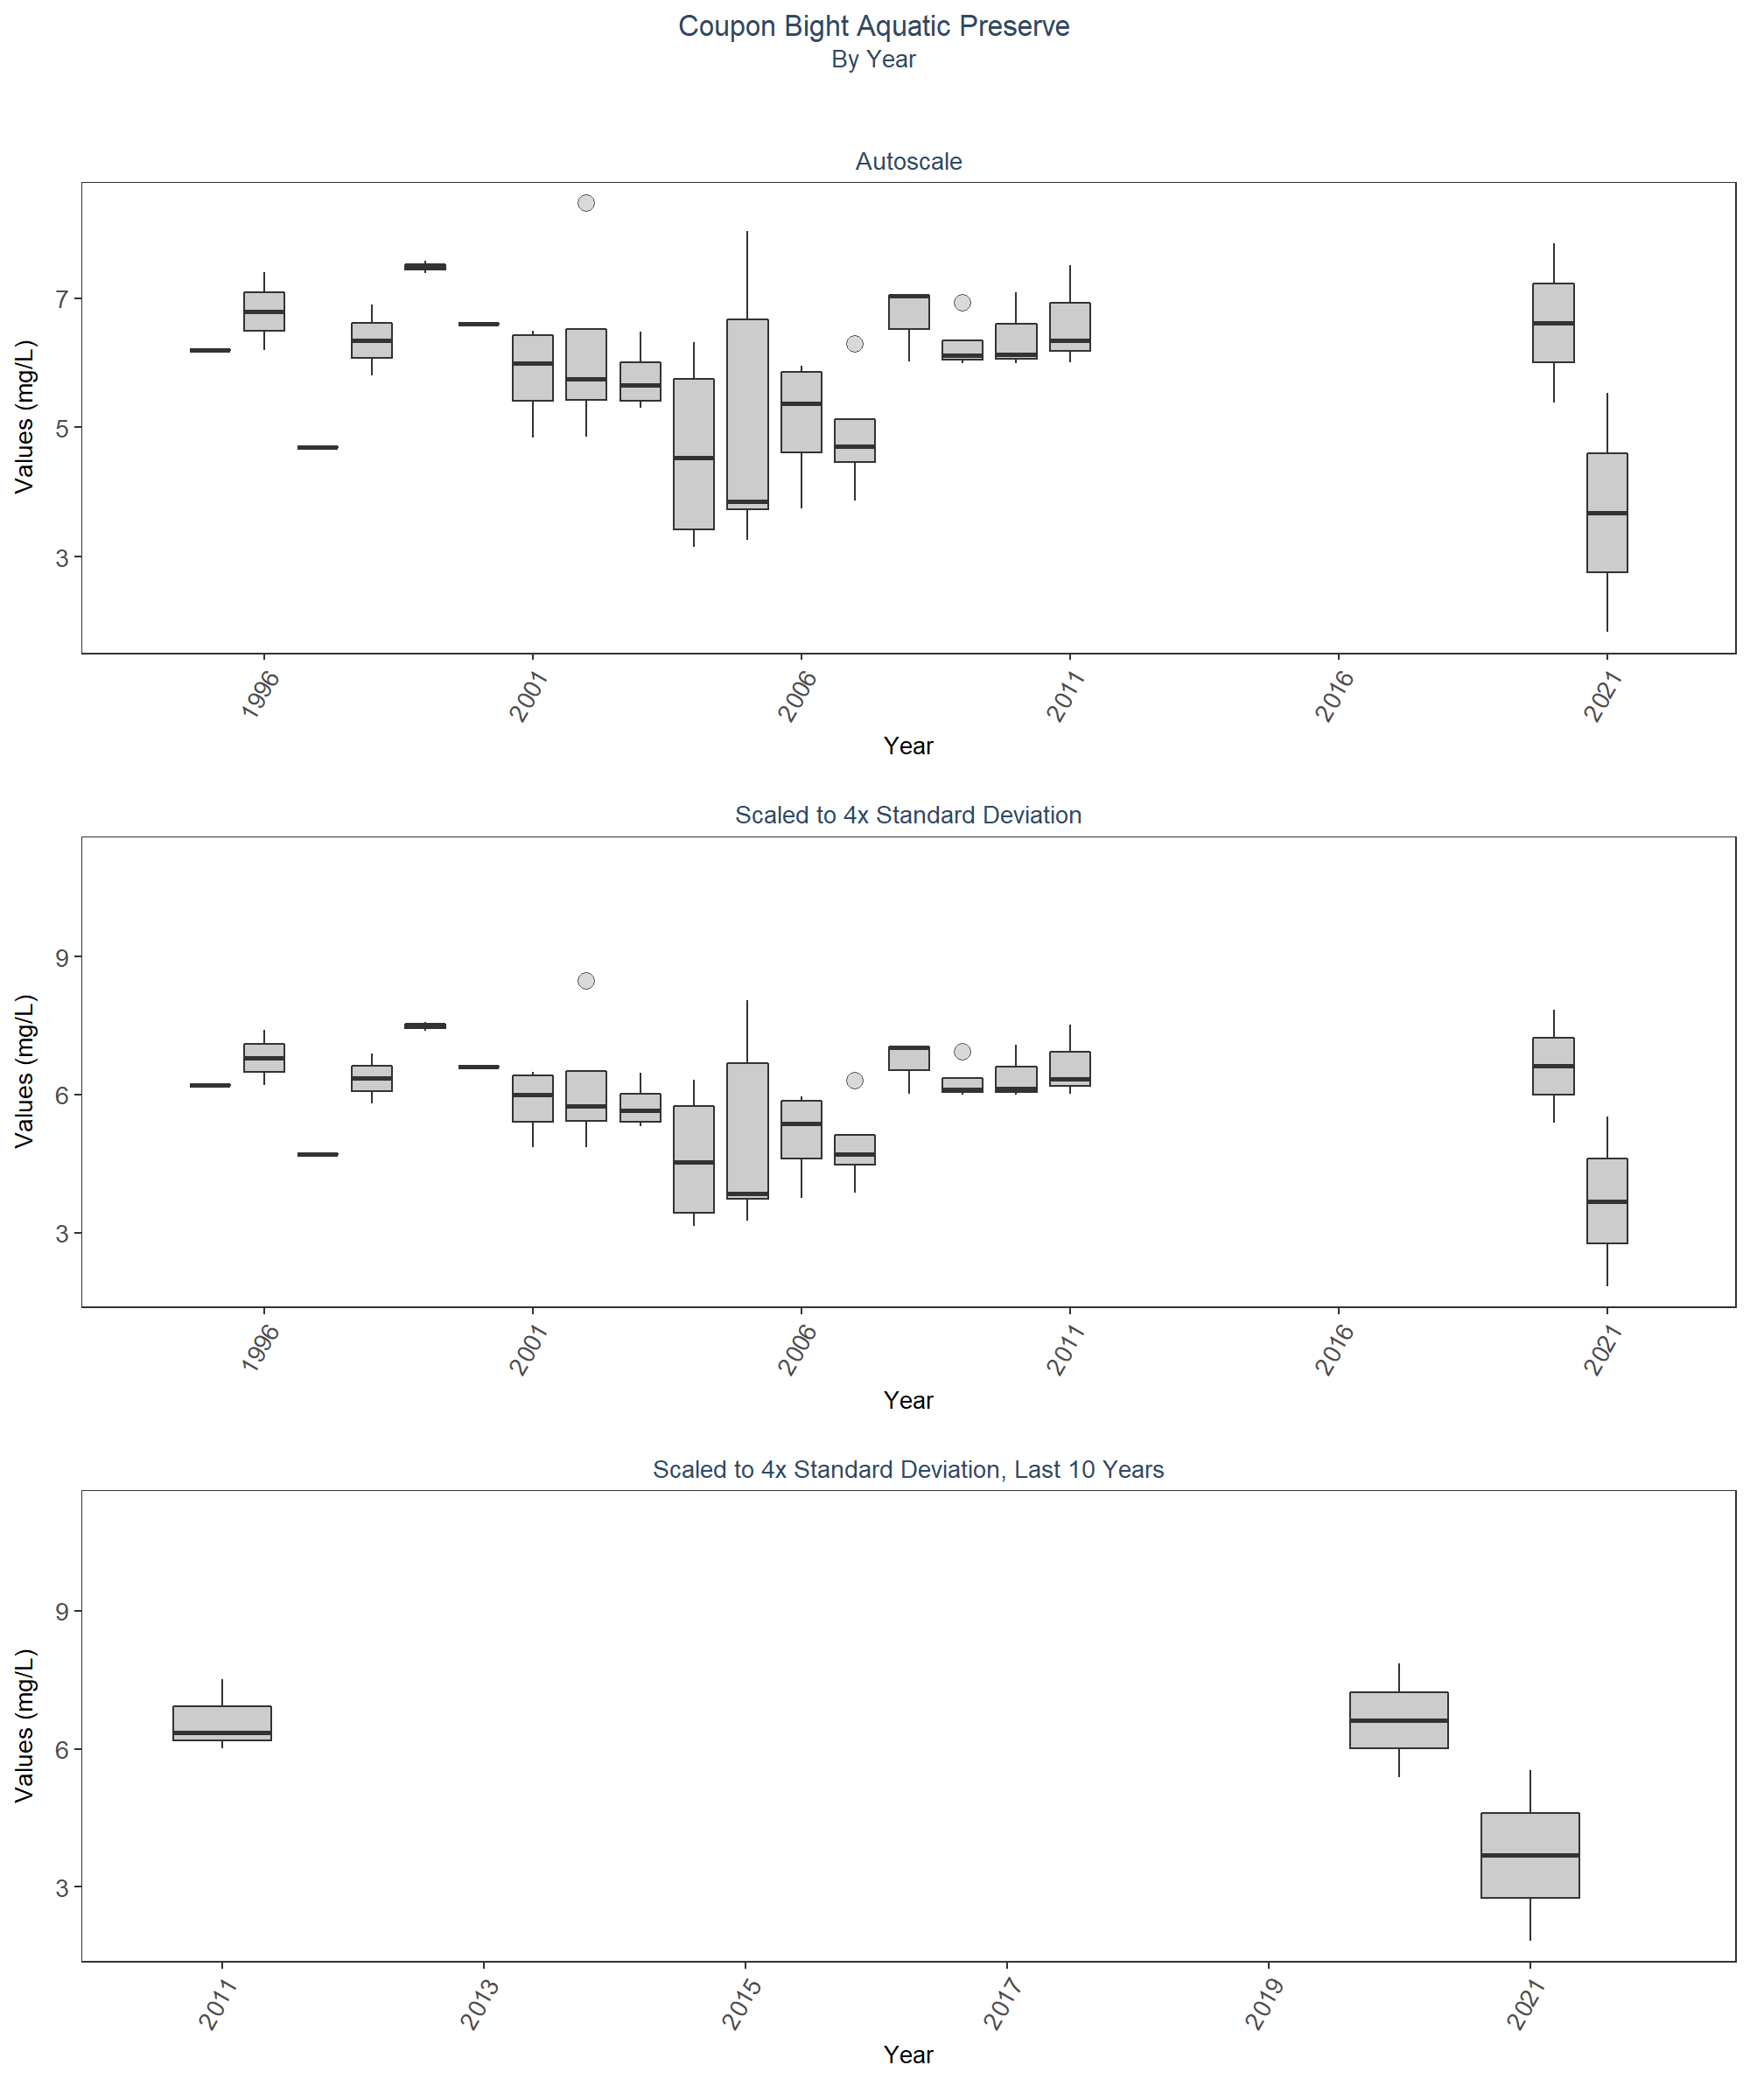 Coupon Bight Aquatic Preserve
By Year
Autoscale
Values (mg/L)
7
5
3
1996
2001
2006
2011
2016
2021
Year
Scaled to 4x Standard Deviation
Values (mg/L)
9
6
3
1996
2001
2006
2011
2016
2021
Year
Scaled to 4x Standard Deviation, Last 10 Years
Values (mg/L)
9
6
3
2011
2013
2015
2017
2019
2021
Year